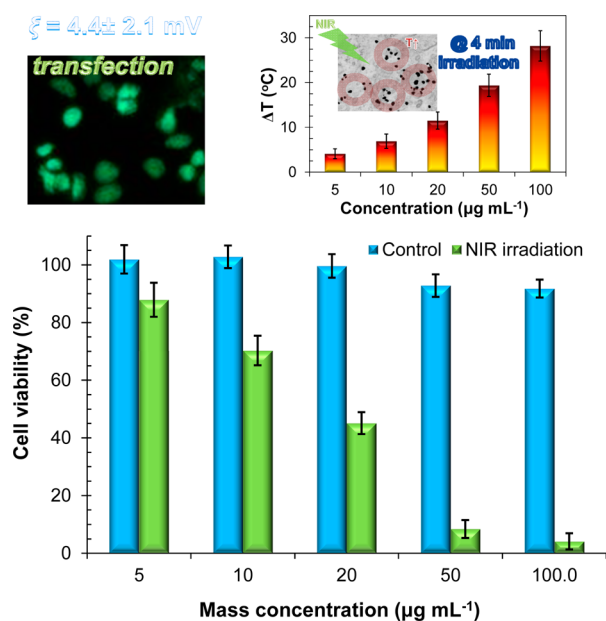 ξ = 4.4± 2.1 mV
transfection
NIR
T↑
@ 4 min
irradiation
ΔT (°C)
30
20
10
0
5 10 20 50 100
Concentration (μg mL⁻¹)
Control NIR irradiation
Cell viability (%)
100
80
60
40
20
0
5 10 20 50 100.0
Mass concentration (μg mL⁻¹)